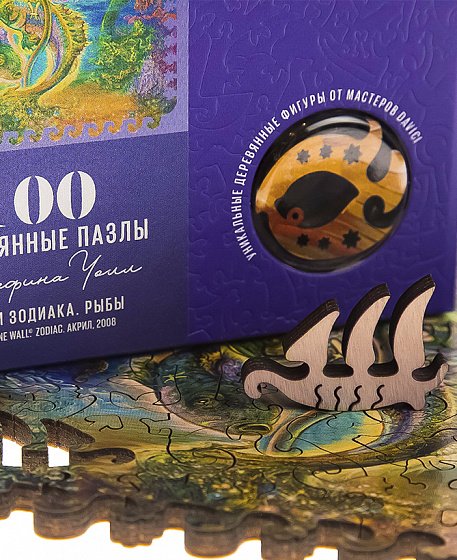 УНИКАЛЬНЫЕ ДЕРЕВЯННЫЕ ФИГУРЫ ОТ МАСТЕРОВ DAVICI
00
ЯННЫЕ ПАЗЛЫ
фина Уолл
И ЗОДИАКА. РЫБЫ
NE WALL© ZODIAC. АКРИЛ, 2008